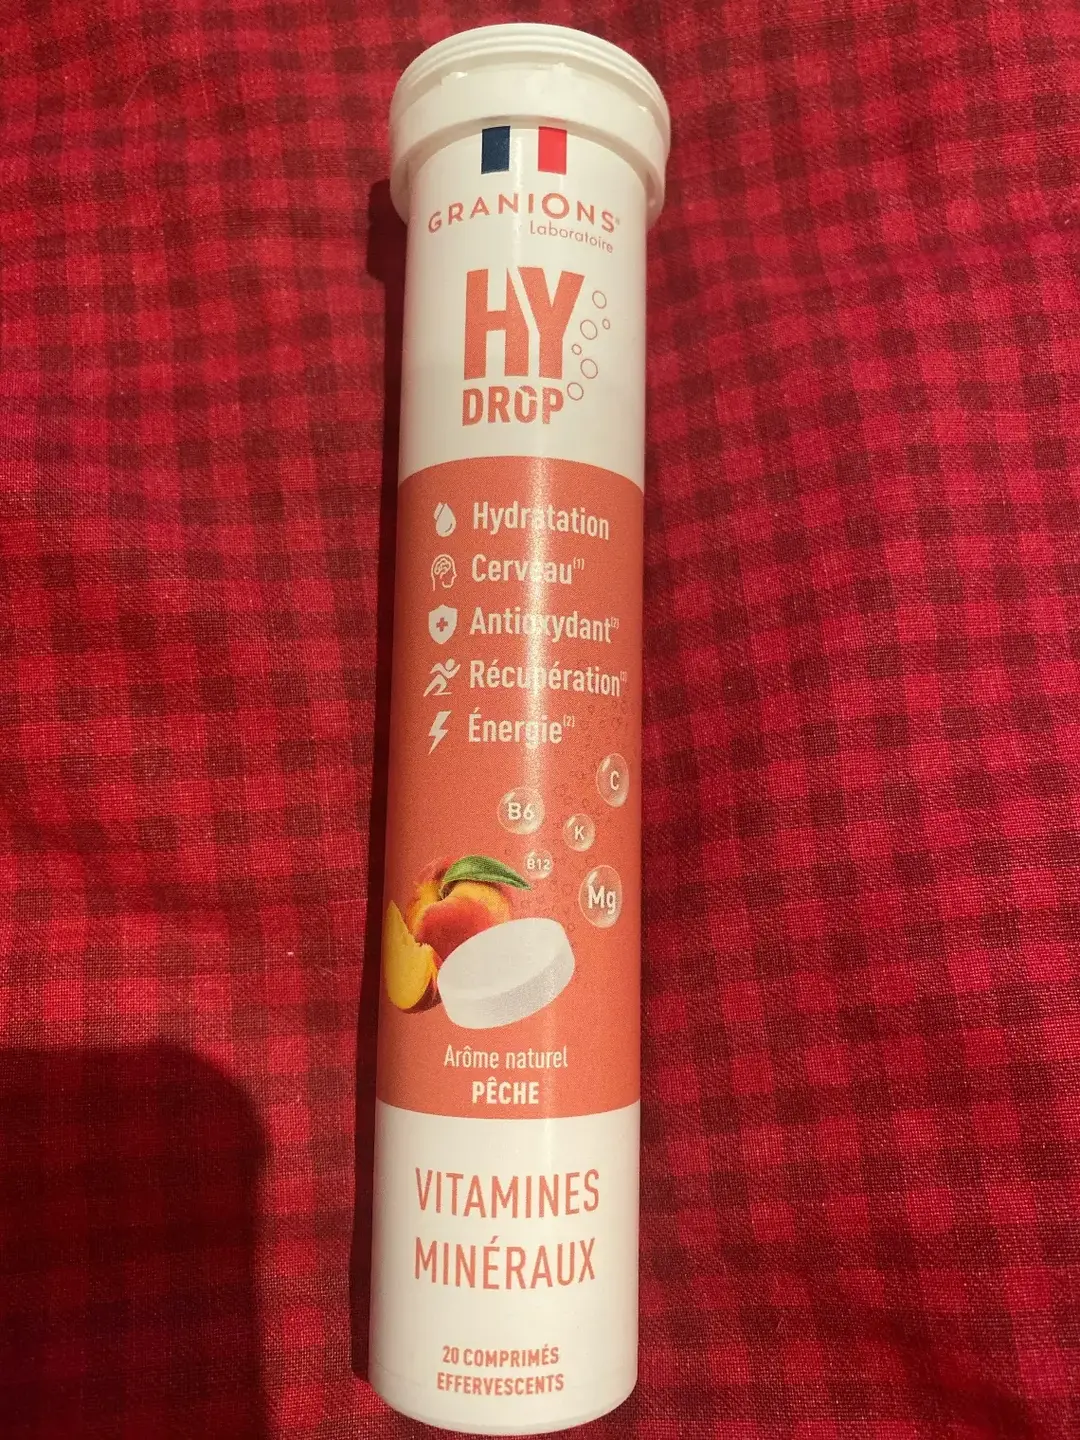 GRANIONS®
Laboratoire
HY
DROP
Hydratation
Cerveau(1)
Antioxydant(2)
Récupération
Énergie(2)
C
B6
K
B12
Mg
Arôme naturel
PÊCHE
VITAMINES
MINÉRAUX
20 COMPRIMÉS
EFFERVESCENTS